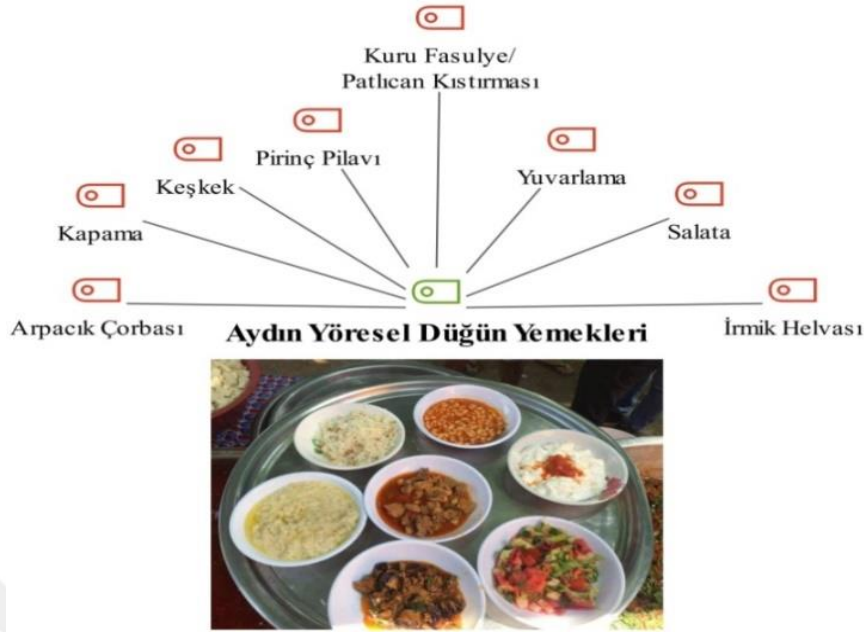 Kuru Fasulye/
Patlıcan Kıstırması
Pirinç Pilavı
Keşkek
Yuvarlama
Kapama
Salata
Arpacık Çorbası
Aydın Yöresel Düğün Yemekleri
İrmik Helvası